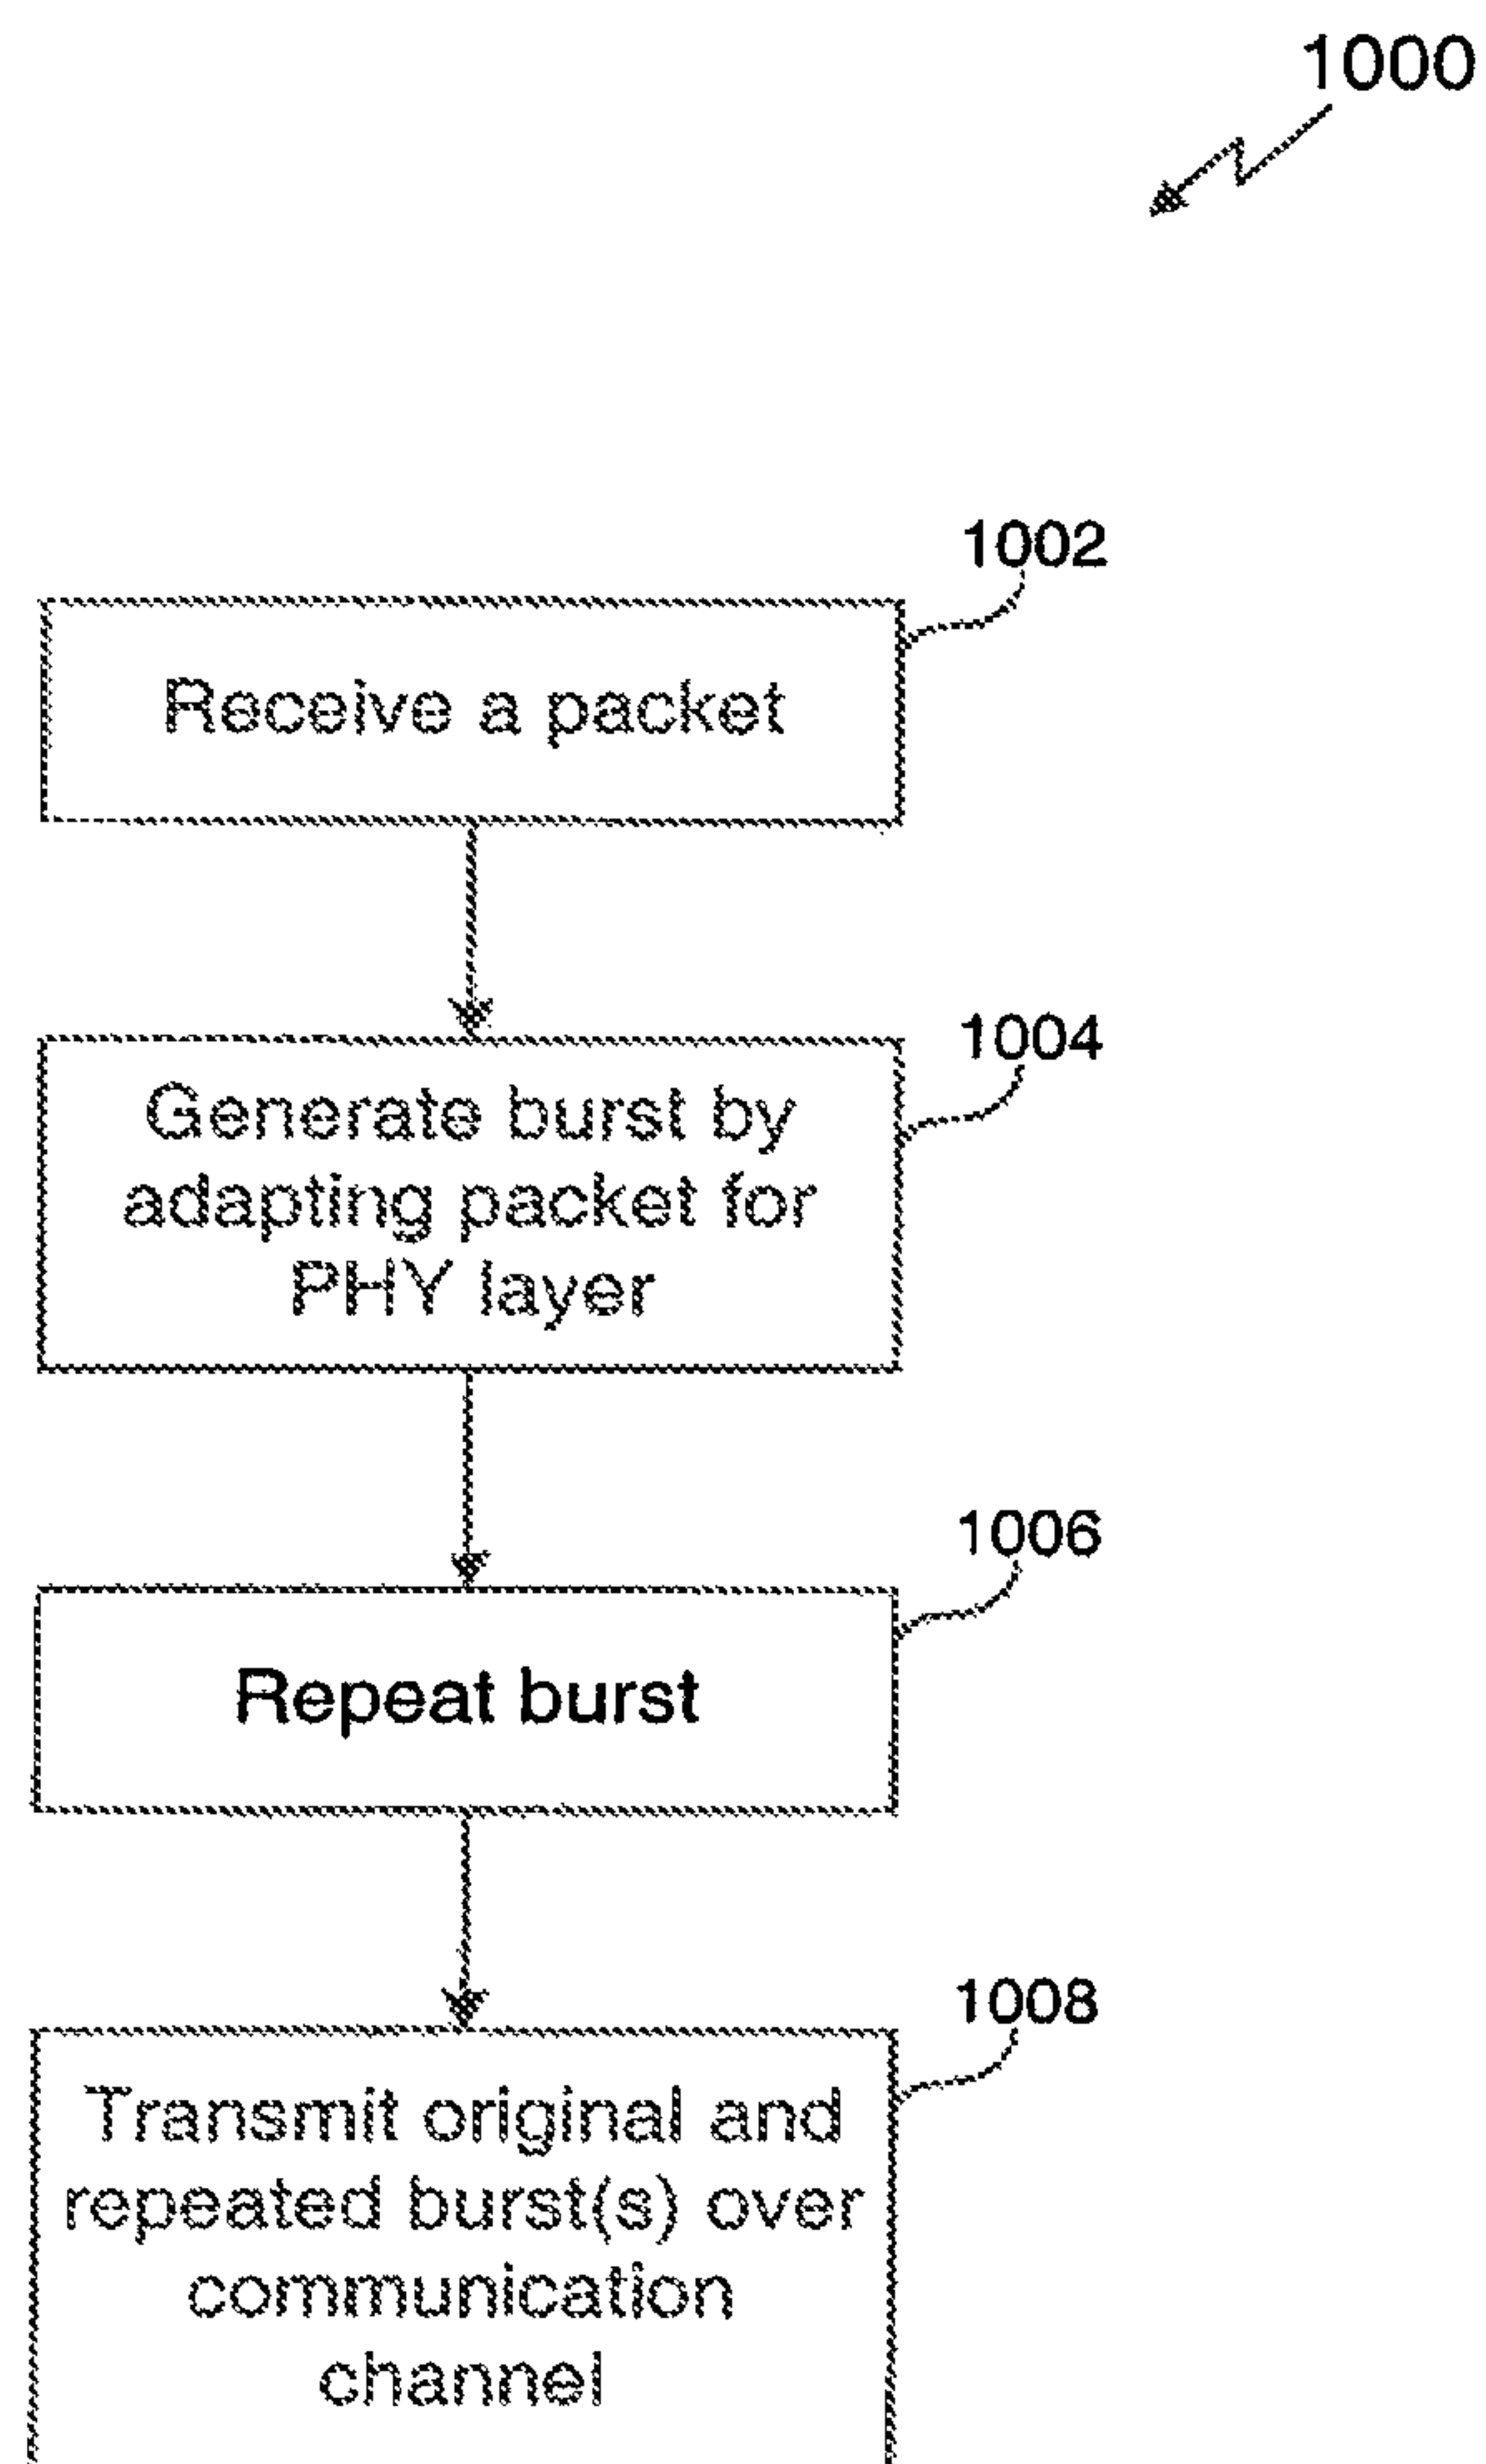 1000
1002
Receive a packet
1004
Generate burst by
adapting packet for
PHY layer
1006
Repeat burst
1008
Transmit original and
repeated burst(s) over
communication
channel